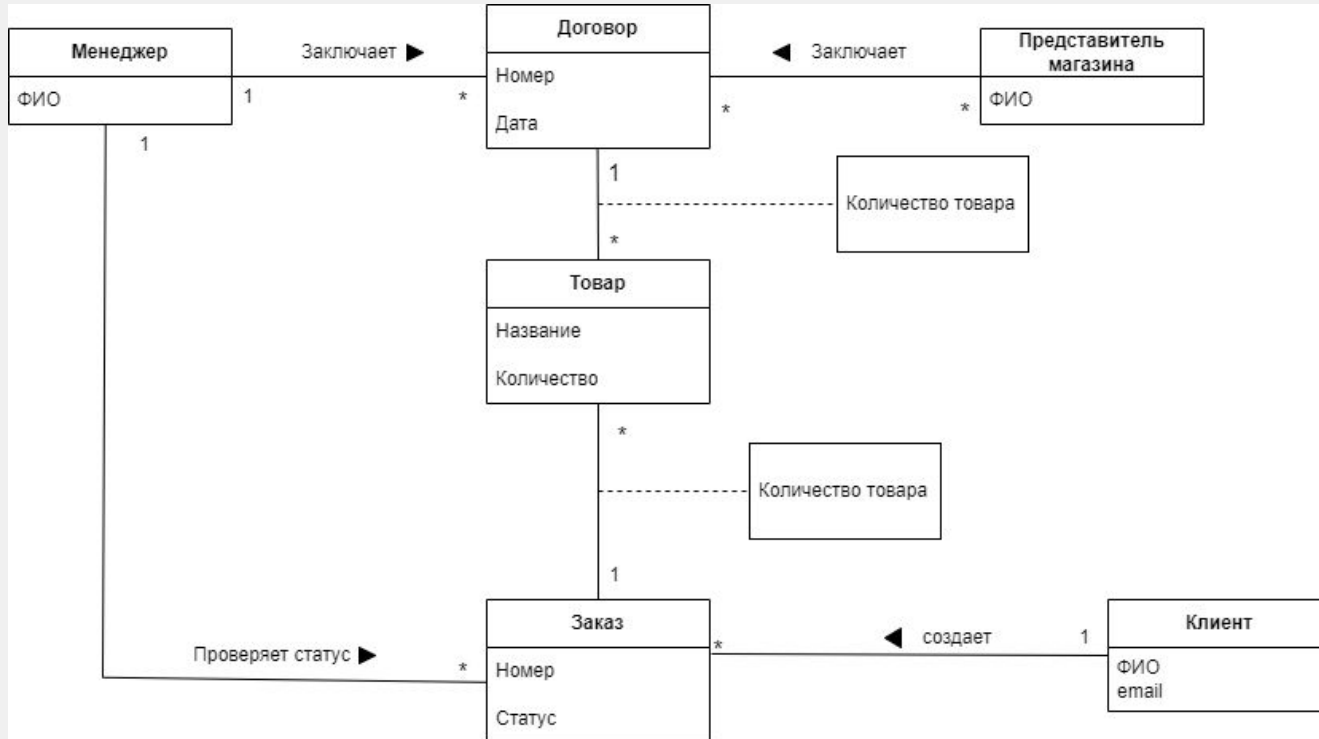 Менеджер
ФИО
Заключает
1
*
Договор
Номер
Дата
Заключает
*
*
Представитель
магазина
ФИО
1
1
Количество товара
*
Товар
Название
Количество
*
Количество товара
1
Заказ
Номер
Статус
Проверяет статус
*
*
создает
1
Клиент
ФИО
email